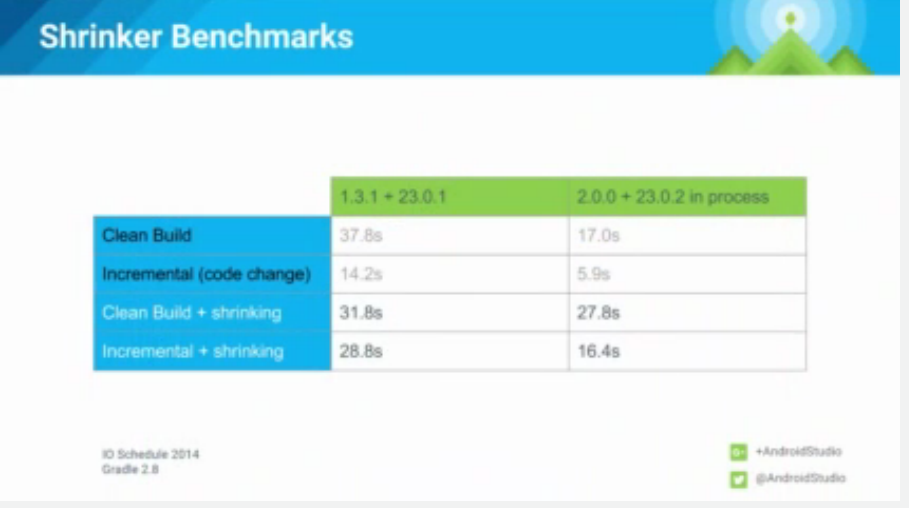 Shrinker Benchmarks
1.3.1 + 23.0.1 2.0.0 + 23.0.2 in process
Clean Build 37.8s 17.0s
Incremental (code change) 14.2s 5.9s
Clean Build + shrinking 31.8s 27.8s
Incremental + shrinking 28.8s 16.4s
IO Schedule 2014
Gradle 2.8
G+ +AndroidStudio
@AndroidStudio